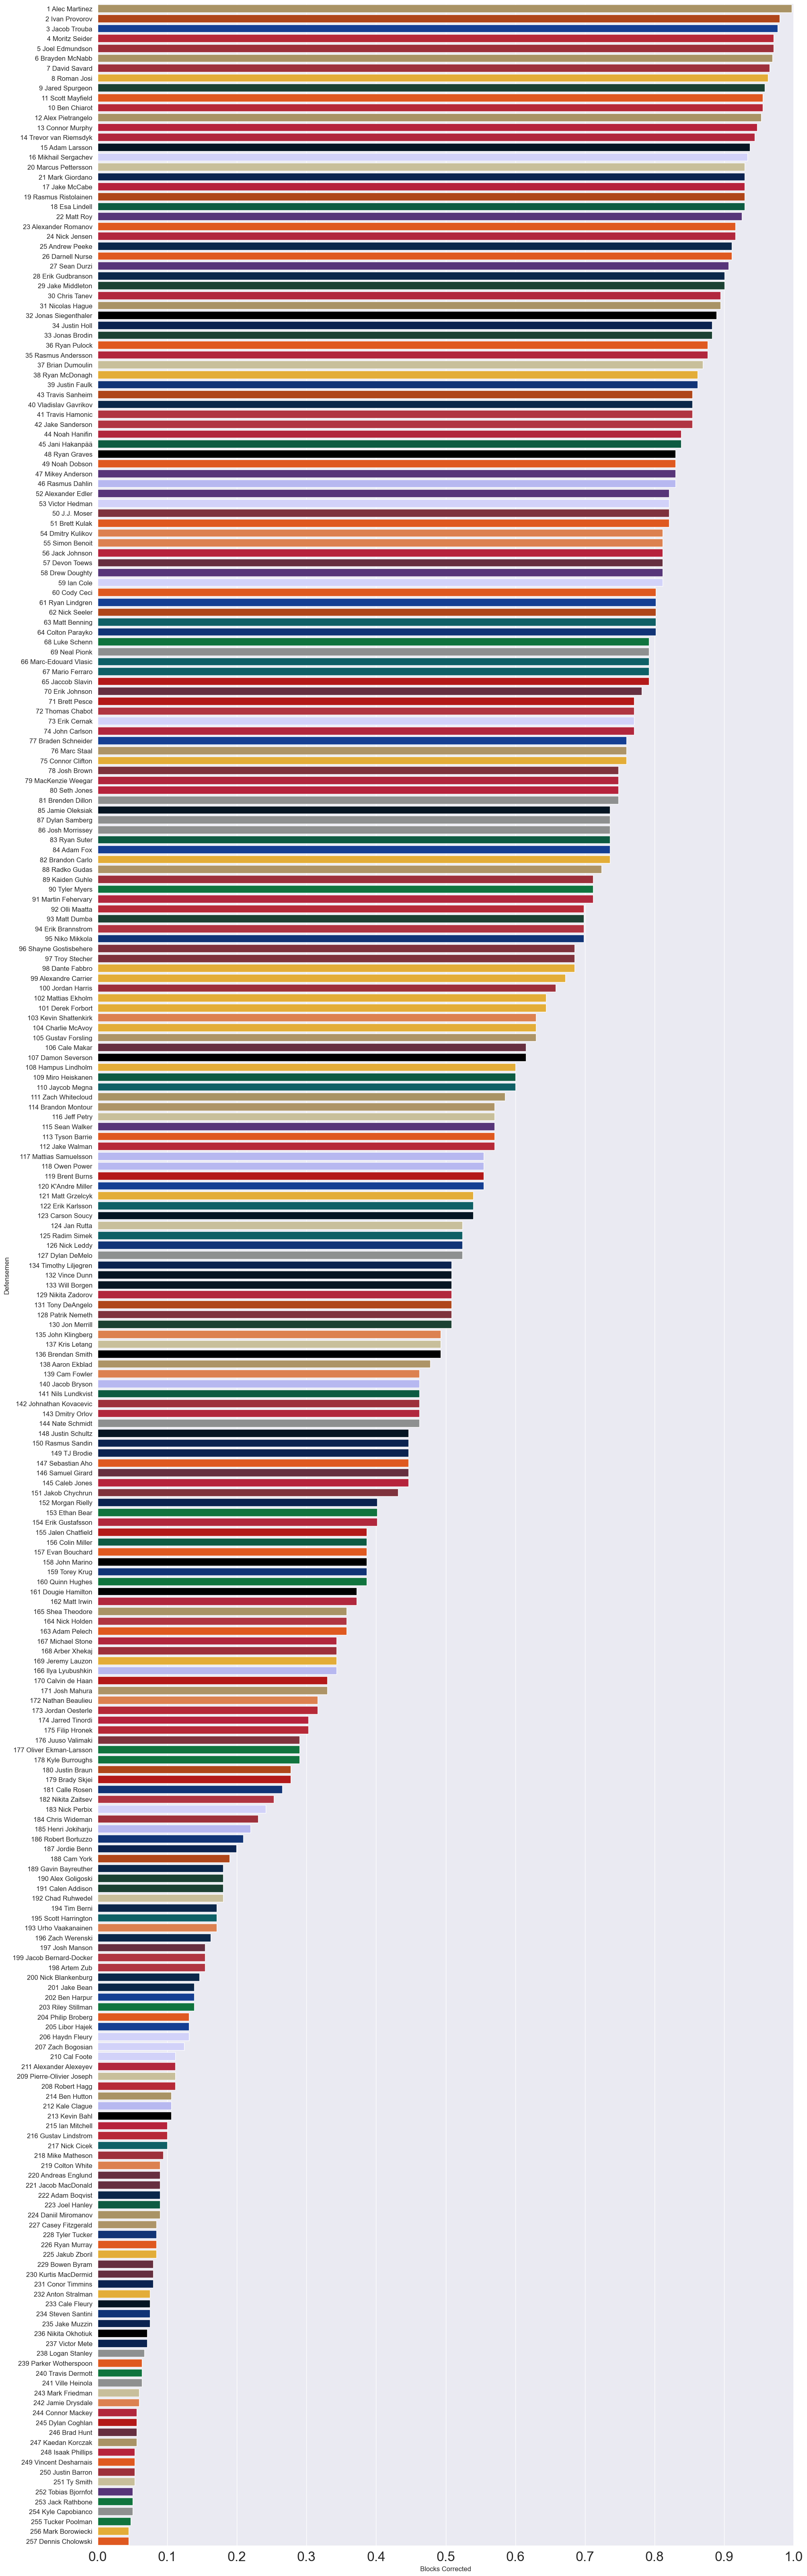 1 Alec Martinez
2 Ivan Provorov
3 Jacob Trouba
4 Moritz Seider
5 Joel Edmundson
6 Brayden McNabb
7 David Savard
8 Roman Josi
9 Jared Spurgeon
11 Scott Mayfield
10 Ben Chiarot
12 Alex Pietrangelo
13 Connor Murphy
14 Trevor van Riemsdyk
15 Adam Larsson
16 Mikhail Sergachev
20 Marcus Pettersson
21 Mark Giordano
17 Jake McCabe
19 Rasmus Ristolainen
18 Esa Lindell
22 Matt Roy
23 Alexander Romanov
24 Nick Jensen
25 Andrew Peeke
26 Darnell Nurse
27 Sean Durzi
28 Erik Gudbranson
29 Jake Middleton
30 Chris Tanev
31 Nicolas Hague
32 Jonas Siegenthaler
34 Justin Holl
33 Jonas Brodin
36 Ryan Pulock
35 Rasmus Andersson
37 Brian Dumoulin
38 Ryan McDonagh
39 Justin Faulk
43 Travis Sanheim
40 Vladislav Gavrikov
41 Travis Hamonic
42 Jake Sanderson
44 Noah Hanifin
45 Jani Hakanpää
48 Ryan Graves
49 Noah Dobson
47 Mikey Anderson
46 Rasmus Dahlin
52 Alexander Edler
53 Victor Hedman
50 J.J. Moser
51 Brett Kulak
54 Dmitry Kulikov
55 Simon Benoit
56 Jack Johnson
57 Devon Toews
58 Drew Doughty
59 Ian Cole
60 Cody Ceci
61 Ryan Lindgren
62 Nick Seeler
63 Matt Benning
64 Colton Parayko
68 Luke Schenn
69 Neal Pionk
66 Marc-Edouard Vlasic
67 Mario Ferraro
65 Jaccob Slavin
70 Erik Johnson
71 Brett Pesce
72 Thomas Chabot
73 Erik Cernak
74 John Carlson
77 Braden Schneider
76 Marc Staal
75 Connor Clifton
78 Josh Brown
79 MacKenzie Weegar
80 Seth Jones
81 Brenden Dillon
85 Jamie Oleksiak
87 Dylan Samberg
86 Josh Morrissey
83 Ryan Suter
84 Adam Fox
82 Brandon Carlo
88 Radko Gudas
89 Kaiden Guhle
90 Tyler Myers
91 Martin Fehervary
92 Olli Maatta
93 Matt Dumba
94 Erik Brannstrom
95 Niko Mikkola
96 Shayne Gostisbehere
97 Troy Stecher
98 Dante Fabbro
99 Alexandre Carrier
100 Jordan Harris
102 Mattias Ekholm
101 Derek Forbort
103 Kevin Shattenkirk
104 Charlie McAvoy
105 Gustav Forsling
106 Cale Makar
107 Damon Severson
108 Hampus Lindholm
109 Miro Heiskanen
110 Jaycob Megna
111 Zach Whitecloud
114 Brandon Montour
116 Jeff Petry
115 Sean Walker
113 Tyson Barrie
112 Jake Walman
117 Mattias Samuelsson
118 Owen Power
119 Brent Burns
120 K'Andre Miller
121 Matt Grzelcyk
122 Erik Karlsson
123 Carson Soucy
124 Jan Rutta
125 Radim Simek
126 Nick Leddy
127 Dylan DeMelo
134 Timothy Liljegren
132 Vince Dunn
133 Will Borgen
129 Nikita Zadorov
131 Tony DeAngelo
128 Patrik Nemeth
130 Jon Merrill
135 John Klingberg
137 Kris Letang
136 Brendan Smith
138 Aaron Ekblad
139 Cam Fowler
140 Jacob Bryson
141 Nils Lundkvist
142 Johnathan Kovacevic
143 Dmitry Orlov
144 Nate Schmidt
148 Justin Schultz
150 Rasmus Sandin
149 TJ Brodie
147 Sebastian Aho
146 Samuel Girard
145 Caleb Jones
151 Jakob Chychrun
152 Morgan Rielly
153 Ethan Bear
154 Erik Gustafsson
155 Jalen Chatfield
156 Colin Miller
157 Evan Bouchard
158 John Marino
159 Torey Krug
160 Quinn Hughes
161 Dougie Hamilton
162 Matt Irwin
165 Shea Theodore
164 Nick Holden
163 Adam Pelech
167 Michael Stone
168 Arber Xhekaj
169 Jeremy Lauzon
166 Ilya Lyubushkin
170 Calvin de Haan
171 Josh Mahura
172 Nathan Beaulieu
173 Jordan Oesterle
174 Jarred Tinordi
175 Filip Hronek
176 Juuso Valimaki
177 Oliver Ekman-Larsson
178 Kyle Burroughs
180 Justin Braun
179 Brady Skjei
181 Calle Rosen
182 Nikita Zaitsev
183 Nick Perbix
184 Chris Wideman
185 Henri Jokiharju
186 Robert Bortuzzo
187 Jordie Benn
188 Cam York
189 Gavin Bayreuther
190 Alex Goligoski
191 Calen Addison
192 Chad Ruhwedel
194 Tim Berni
195 Scott Harrington
193 Urho Vaakanainen
196 Zach Werenski
197 Josh Manson
199 Jacob Bernard-Docker
198 Artem Zub
200 Nick Blankenburg
201 Jake Bean
202 Ben Harpur
203 Riley Stillman
204 Philip Broberg
205 Libor Hajek
206 Haydn Fleury
207 Zach Bogosian
210 Cal Foote
211 Alexander Alexeyev
209 Pierre-Olivier Joseph
208 Robert Hagg
214 Ben Hutton
212 Kale Clague
213 Kevin Bahl
215 Ian Mitchell
216 Gustav Lindstrom
217 Nick Cicek
218 Mike Matheson
219 Colton White
220 Andreas Englund
221 Jacob MacDonald
222 Adam Boqvist
223 Joel Hanley
224 Daniil Miromanov
227 Casey Fitzgerald
228 Tyler Tucker
226 Ryan Murray
225 Jakub Zboril
229 Bowen Byram
230 Kurtis MacDermid
231 Conor Timmins
232 Anton Stralman
233 Cale Fleury
234 Steven Santini
235 Jake Muzzin
236 Nikita Okhotiuk
237 Victor Mete
238 Logan Stanley
239 Parker Wotherspoon
240 Travis Dermott
241 Ville Heinola
243 Mark Friedman
242 Jamie Drysdale
244 Connor Mackey
245 Dylan Coghlan
246 Brad Hunt
247 Kaedan Korczak
248 Isaak Phillips
249 Vincent Desharnais
250 Justin Barron
251 Ty Smith
252 Tobias Bjornfot
253 Jack Rathbone
254 Kyle Capobianco
255 Tucker Poolman
256 Mark Borowiecki
257 Dennis Cholowski
Defensemen
0.0 0.1 0.2 0.3 0.4 0.5 0.6 0.7 0.8 0.9 1.0
Blocks Corrected